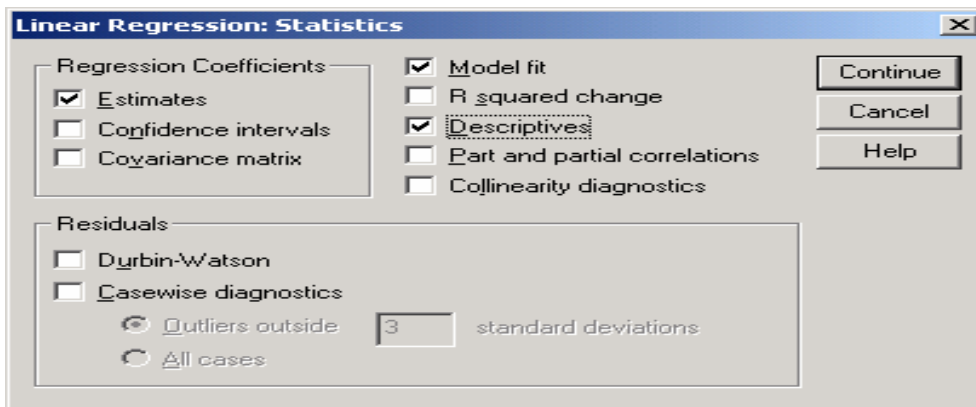 Linear Regression: Statistics
Regression Coefficients
Estimates
Confidence intervals
Covariance matrix
Model fit
R squared change
Descriptives
Part and partial correlations
Collinearity diagnostics
Continue
Cancel
Help
Residuals
Durbin-Watson
Casewise diagnostics
Outliers outside 3 standard deviations
All cases